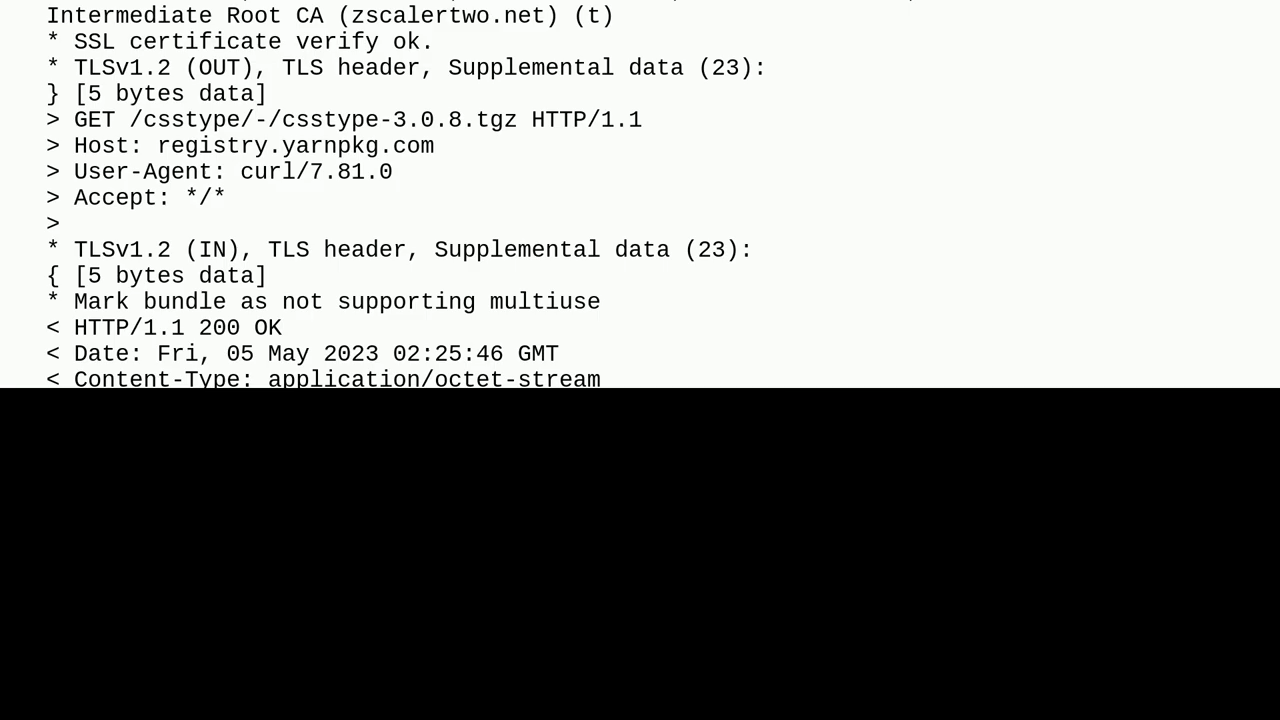 Intermediate Root CA (zscalertwo.net) (t)
* SSL certificate verify ok.
* TLSv1.2 (OUT), TLS header, Supplemental data (23):
} [5 bytes data]
> GET /csstype/-/csstype-3.0.8.tgz HTTP/1.1
> Host: registry.yarnpkg.com
> User-Agent: curl/7.81.0
> Accept: */*
>
* TLSv1.2 (IN), TLS header, Supplemental data (23):
{ [5 bytes data]
* Mark bundle as not supporting multiuse
< HTTP/1.1 200 OK
< Date: Fri, 05 May 2023 02:25:46 GMT
< Content-Type: application/octet-stream